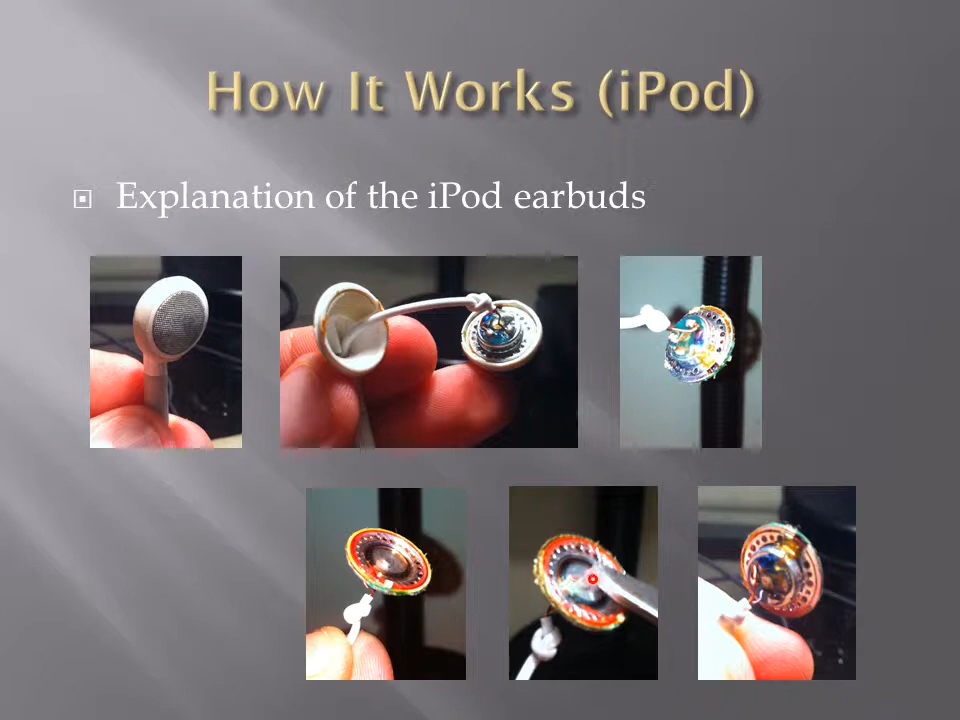 How It Works (iPod)
Explanation of the iPod earbuds